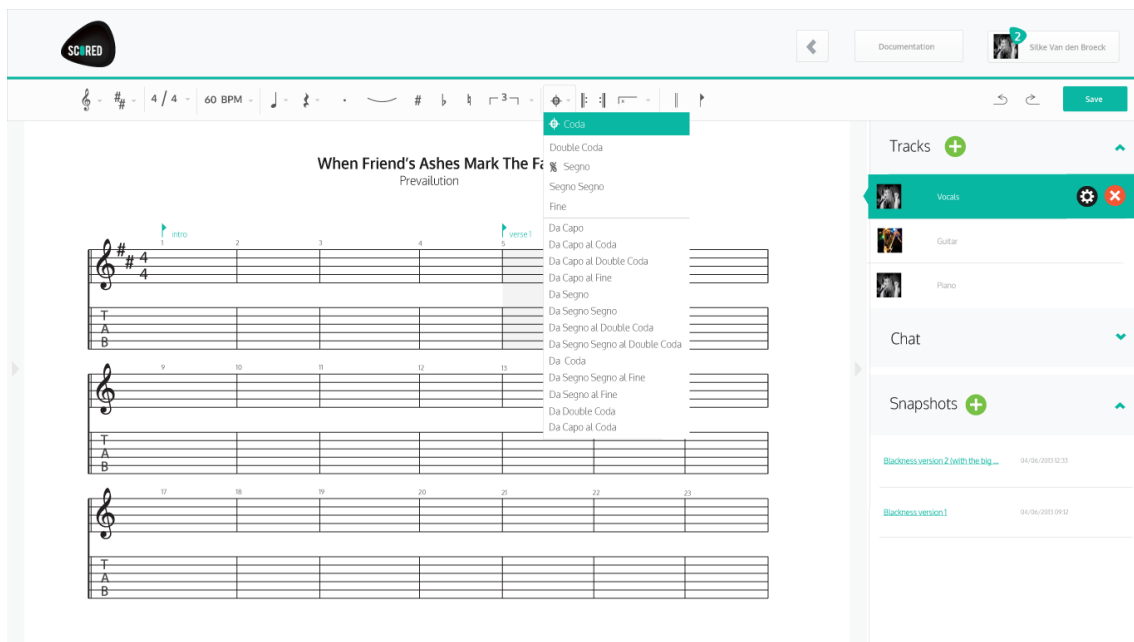 SCORED
Documentation
2
Silke Van den Broeck
4 / 4
60 BPM
3
Save
Coda
Double Coda
Segno
Segno Segno
Fine
Da Capo
Da Capo al Coda
Da Capo al Double Coda
Da Capo al Fine
Da Segno
Da Segno Segno
Da Segno al Double Coda
Da Segno Segno al Double Coda
Da Coda
Da Segno Segno al Fine
Da Segno al Fine
Da Double Coda
Da Capo al Coda
When Friend's Ashes Mark The
Prevailution
intro
verse 1
1 2 3 4 5
4
4
T
A
B
9 10 11 12 13
T
A
B
17 18 19 20 21 22 23
T
A
B
Tracks
Vocals
Guitar
Piano
Chat
Snapshots
Blackness version 2 (with the big ... 04/06/2013 12:33
Blackness version 1 04/06/2013 09:12